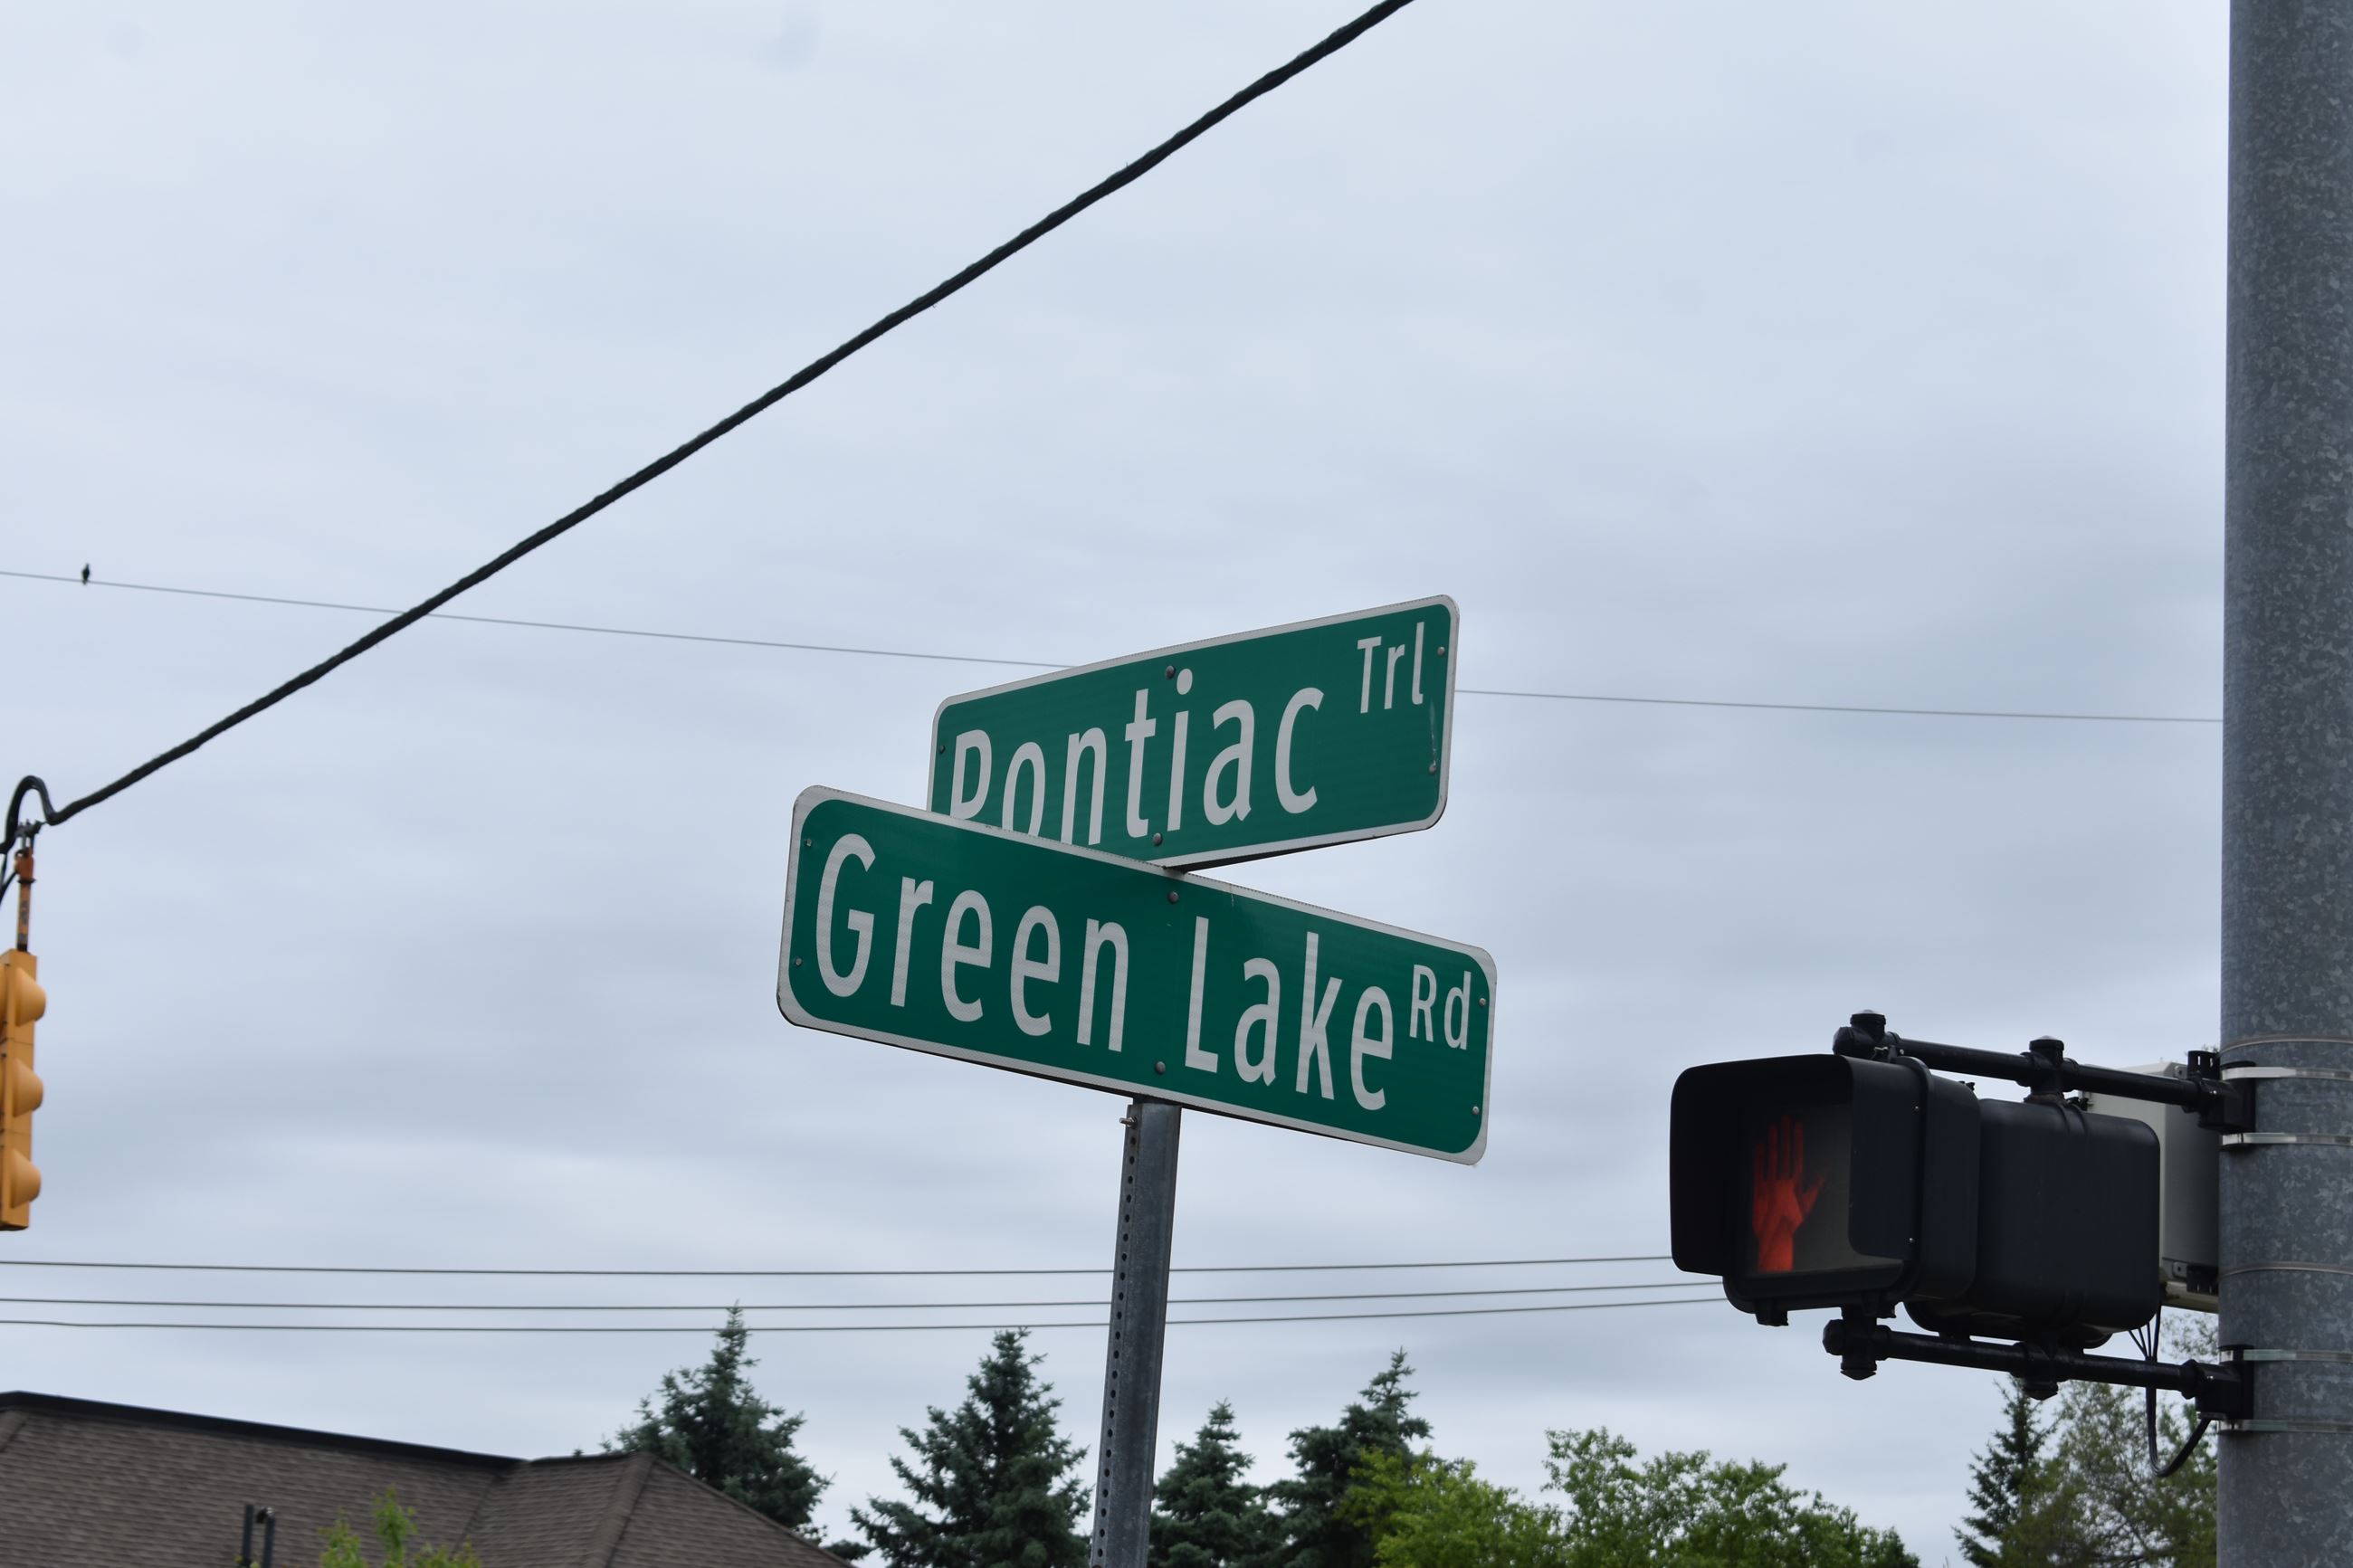 Pontiac Trl
Green Lake Rd